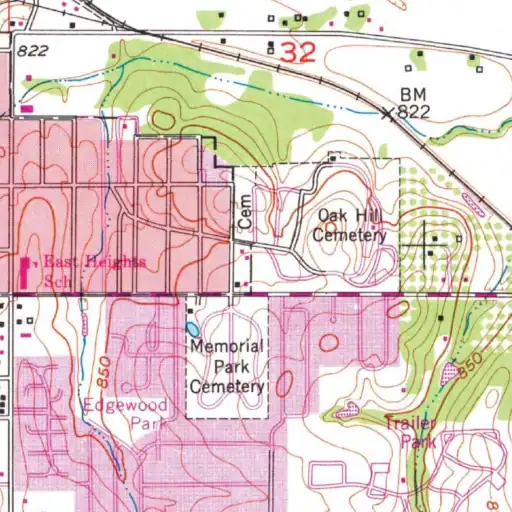 822
32
BM
822
Cem
Oak Hill
Cemetery
East Heights
Sch
Memorial
Park
Cemetery
850
850
Edgewood
Park
Trailer
Park
8